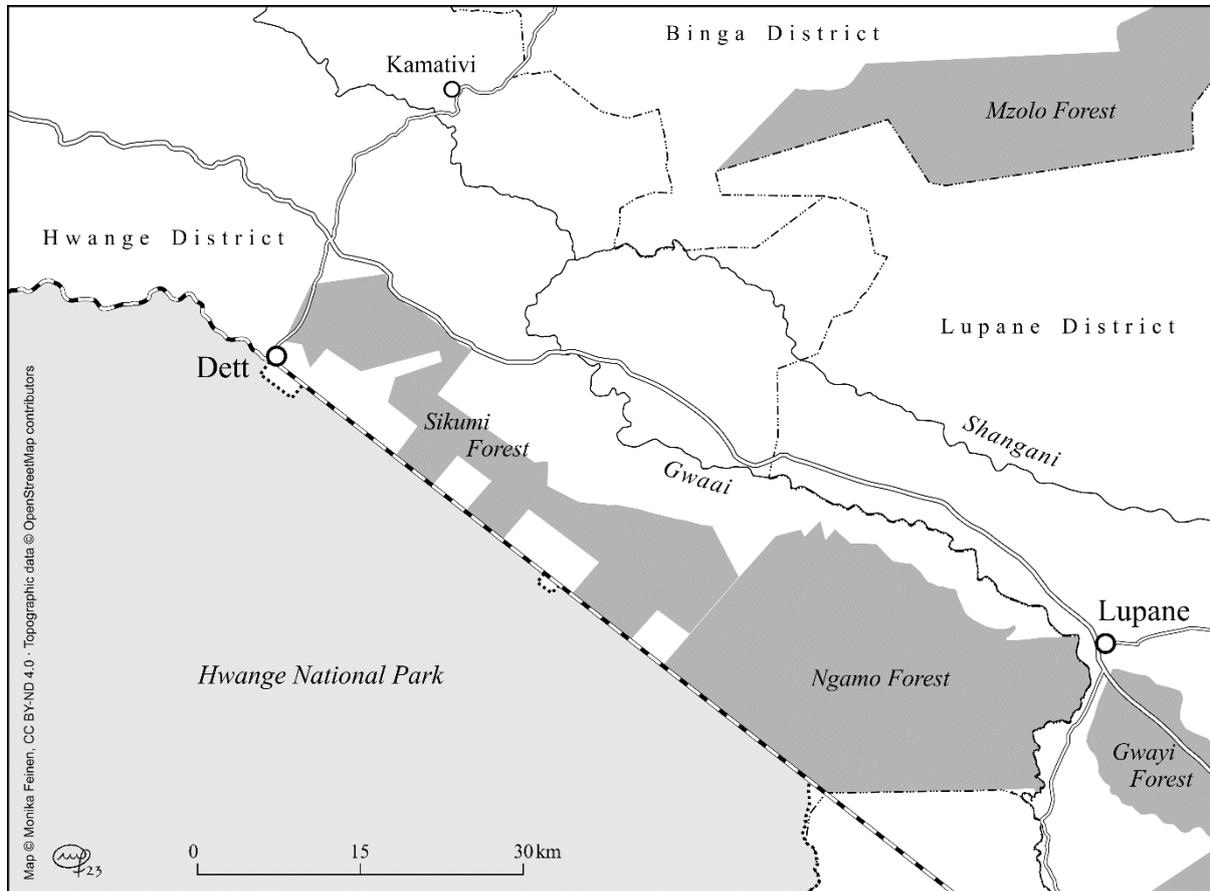 Binga District
Kamativi
Mzolo Forest
Hwange District
Lupane District
Dett
Sikumi
Forest
Shangani
Gwaai
Lupane
Hwange National Park
Ngamo Forest
Gwayi
Forest
0 15 30 km
23
Map © Monika Feinen, CC BY-ND 4.0 · Topographic data © OpenStreetMap contributors